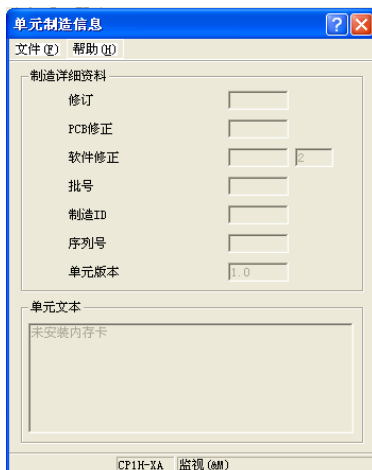 单元制造信息
文件(F) 帮助(H)
制造详细资料
修订
PCB修正
软件修正 2
批号
制造ID
序列号
单元版本 1.0
单元文本
未安装内存卡
CP1H-XA 监视(&M)